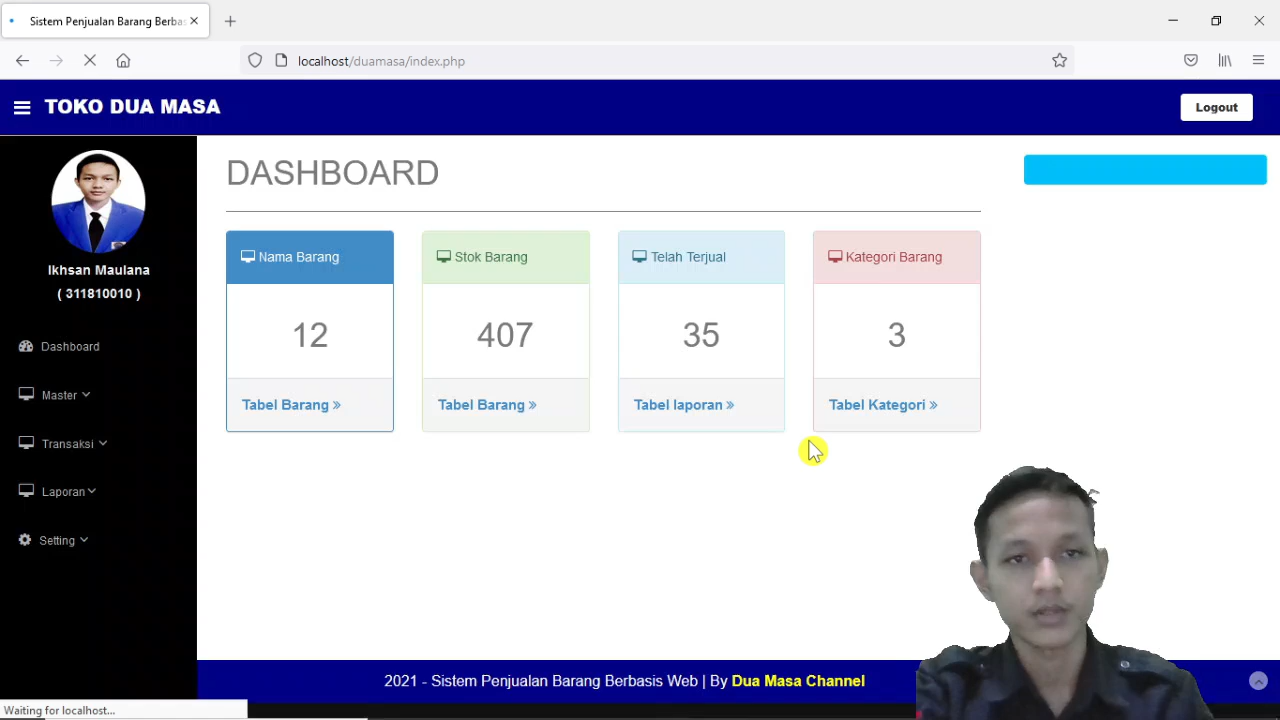 Sistem Penjualan Barang Berbas
localhost/duamasa/index.php
TOKO DUA MASA
Logout
Ikhsan Maulana
( 311810010 )
Dashboard
Master
Transaksi
Laporan
Setting
DASHBOARD
Nama Barang
12
Tabel Barang »
Stok Barang
407
Tabel Barang »
Telah Terjual
35
Tabel laporan »
Kategori Barang
3
Tabel Kategori »
2021 - Sistem Penjualan Barang Berbasis Web | By Dua Masa Channel
Waiting for localhost...